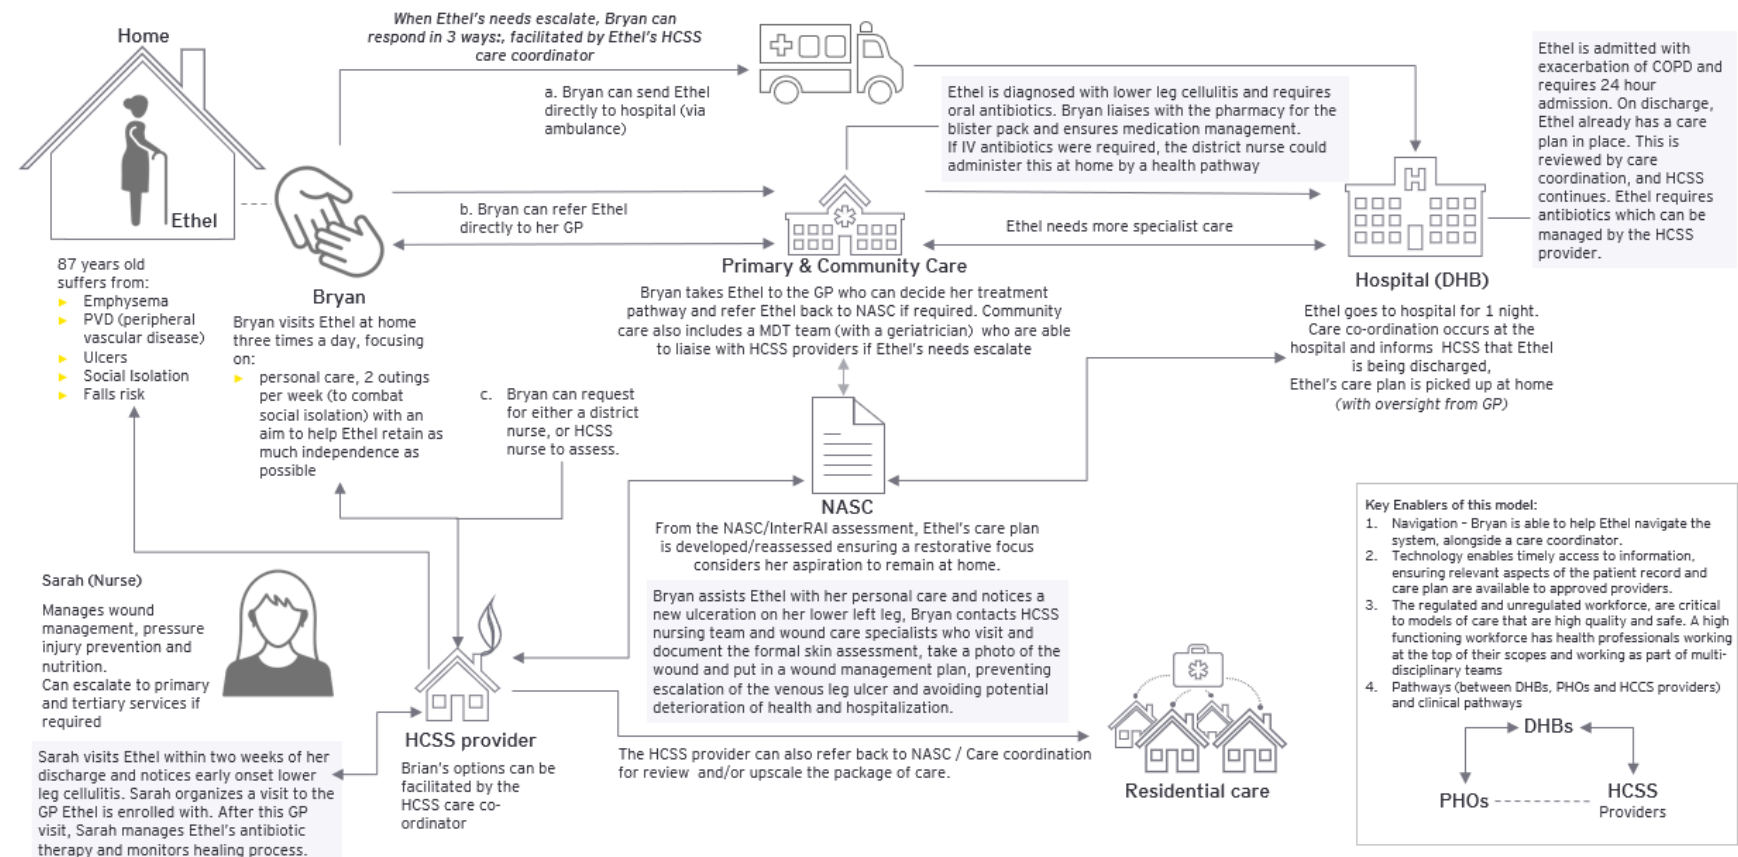 Home
When Ethel's needs escalate, Bryan can
respond in 3 ways:, facilitated by Ethel's HCSS
care coordinator
a. Bryan can send Ethel
directly to hospital (via
ambulance)
Ethel
b. Bryan can refer Ethel
directly to her GP
Ethel is diagnosed with lower leg cellulitis and requires
oral antibiotics. Bryan liaises with the pharmacy for the
blister pack and ensures medication management.
If IV antibiotics were required, the district nurse could
administer this at home by a health pathway
Ethel needs more specialist care
H
Ethel is admitted with
exacerbation of COPD and
requires 24 hour
admission. On discharge,
Ethel already has a care
plan in place. This is
reviewed by care
coordination, and HCSS
continues. Ethel requires
antibiotics which can be
managed by the HCSS
provider.
87 years old
suffers from:
Emphysema
PVD (peripheral
vascular disease)
Ulcers
Social Isolation
Falls risk
Bryan
Bryan visits Ethel at home
three times a day, focusing
on:
personal care, 2 outings
per week (to combat
social isolation) with an
aim to help Ethel retain as
much independence as
possible
Primary & Community Care
Bryan takes Ethel to the GP who can decide her treatment
pathway and refer Ethel back to NASC if required. Community
care also includes a MDT team (with a geriatrician) who are able
to liaise with HCSS providers if Ethel's needs escalate
Hospital (DHB)
Ethel goes to hospital for 1 night.
Care co-ordination occurs at the
hospital and informs HCSS that Ethel
is being discharged,
Ethel's care plan is picked up at home
(with oversight from GP)
c. Bryan can request
for either a district
nurse, or HCSS
nurse to assess.
NASC
From the NASC/InterRAI assessment, Ethel's care plan
is developed/reassessed ensuring a restorative focus
considers her aspiration to remain at home.
Bryan assists Ethel with her personal care and notices a
new ulceration on her lower left leg, Bryan contacts HCSS
nursing team and wound care specialists who visit and
document the formal skin assessment, take a photo of the
wound and put in a wound management plan, preventing
escalation of the venous leg ulcer and avoiding potential
deterioration of health and hospitalization.
Sarah (Nurse)
Manages wound
management, pressure
injury prevention and
nutrition.
Can escalate to primary
and tertiary services if
required
Sarah visits Ethel within two weeks of her
discharge and notices early onset lower
leg cellulitis. Sarah organizes a visit to the
GP Ethel is enrolled with. After this GP
visit, Sarah manages Ethel's antibiotic
therapy and monitors healing process.
HCSS provider
Brian's options can be
facilitated by the
HCSS care co-
ordinator
The HCSS provider can also refer back to NASC / Care coordination
for review and/or upscale the package of care.
Residential care
Key Enablers of this model:
1. Navigation – Bryan is able to help Ethel navigate the
system, alongside a care coordinator.
2. Technology enables timely access to information,
ensuring relevant aspects of the patient record and
care plan are available to approved providers.
3. The regulated and unregulated workforce, are critical
to models of care that are high quality and safe. A high
functioning workforce has health professionals working
at the top of their scopes and working as part of multi-
disciplinary teams
4. Pathways (between DHBs, PHOs and HCCS providers)
and clinical pathways
DHBs
PHOs
HCSS
Providers